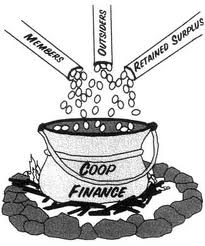 MEMBERS
OUTSIDERS
RETAINED SURPLUS
COOP
FINANCE